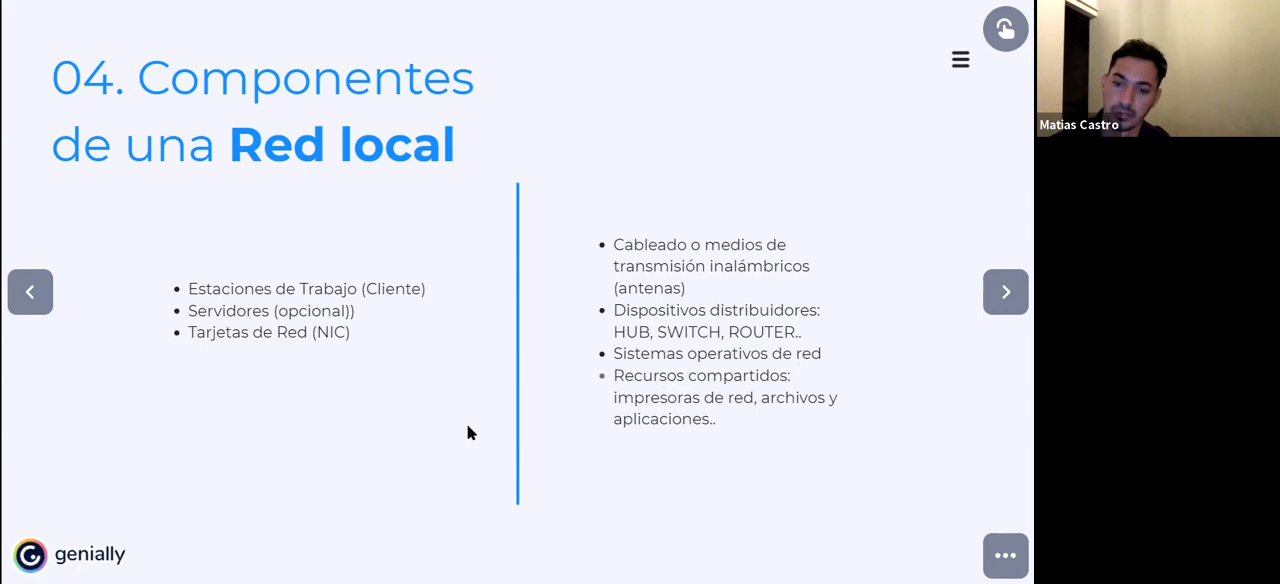 04. Componentes
de una Red local
Estaciones de Trabajo (Cliente)
Servidores (opcional))
Tarjetas de Red (NIC)
Cableado o medios de
transmisión inalámbricos
(antenas)
Dispositivos distribuidores:
HUB, SWITCH, ROUTER..
Sistemas operativos de red
Recursos compartidos:
impresoras de red, archivos y
aplicaciones..
genially
Matias Castro